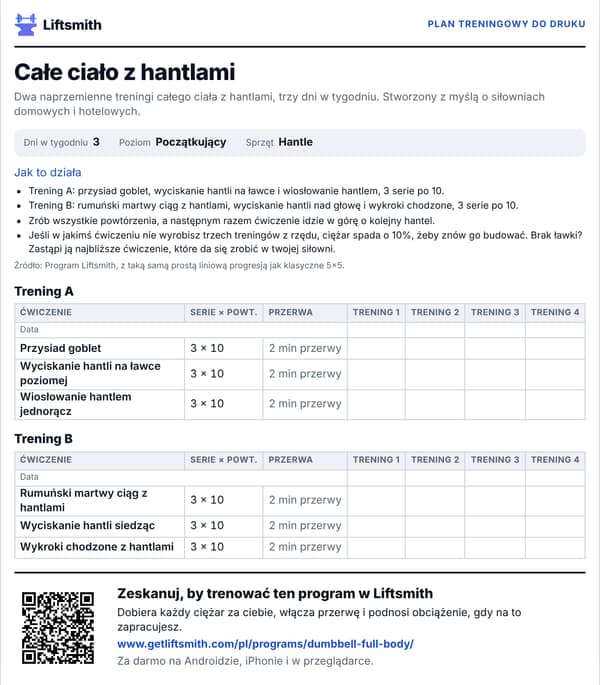 Liftsmith
PLAN TRENINGOWY DO DRUKU
Całe ciało z hantlami
Dwa naprzemienne treningi całego ciała z hantlami, trzy dni w tygodniu. Stworzony z myślą o siłowniach
domowych i hotelowych.
Dni w tygodniu 3 Poziom Początkujący Sprzęt Hantle
Jak to działa
• Trening A: przysiad goblet, wyciskanie hantli na ławce i wiosłowanie hantlem, 3 serie po 10.
• Trening B: rumuński martwy ciąg z hantlami, wyciskanie hantli nad głowę i wykroki chodzone, 3 serie po 10.
• Zrób wszystkie powtórzenia, a następnym razem ćwiczenie idzie w górę o kolejny hantel.
• Jeśli w jakimś ćwiczeniu nie wyrobisz trzech treningów z rzędu, ciężar spada o 10%, żeby znów go budować. Brak ławki?
Zastąpi ją najbliższe ćwiczenie, które da się zrobić w twojej siłowni.
Źródło: Program Liftsmith, z taką samą prostą liniową progresją jak klasyczne 5×5.
Trening A
ĆWICZENIE SERIE × POWT. PRZERWA TRENING 1 TRENING 2 TRENING 3 TRENING 4
Data
Przysiad goblet 3 × 10 2 min przerwy
Wyciskanie hantli na ławce
poziomej 3 × 10 2 min przerwy
Wiosłowanie hantlem
jednorącz 3 × 10 2 min przerwy
Trening B
ĆWICZENIE SERIE × POWT. PRZERWA TRENING 1 TRENING 2 TRENING 3 TRENING 4
Data
Rumuński martwy ciąg z
hantlami 3 × 10 2 min przerwy
Wyciskanie hantli siedząc 3 × 10 2 min przerwy
Wykroki chodzone z hantlami 3 × 10 2 min przerwy
Zeskanuj, by trenować ten program w Liftsmith
Dobiera każdy ciężar za ciebie, włącza przerwę i podnosi obciążenie, gdy na to
zapracujesz.
www.getliftsmith.com/pl/programs/dumbbell-full-body/
Za darmo na Androidzie, iPhonie i w przeglądarce.